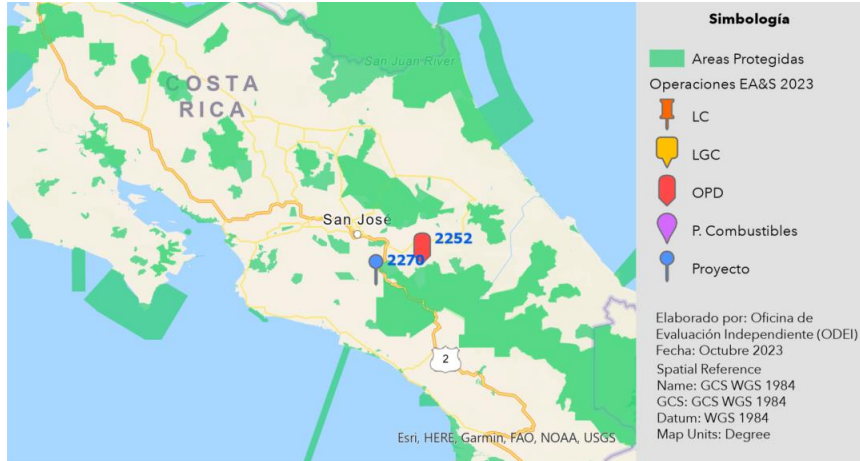 San Juan River
COSTA
RICA
San José
2252
2270
2
Esri, HERE, Garmin, FAO, NOAA, USGS
Simbología
Areas Protegidas
Operaciones EA&S 2023
LC
LGC
OPD
P. Combustibles
Proyecto
Elaborado por: Oficina de
Evaluación Independiente (ODEI)
Fecha: Octubre 2023
Spatial Reference
Name: GCS WGS 1984
GCS: GCS WGS 1984
Datum: WGS 1984
Map Units: Degree